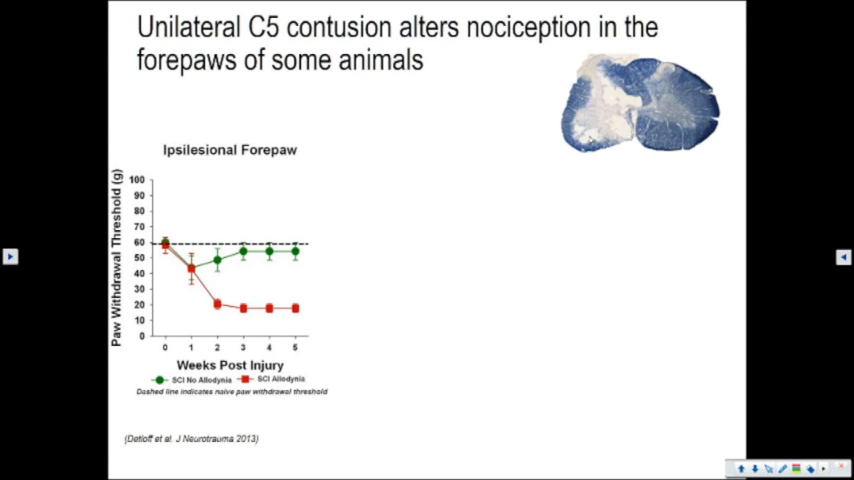 Unilateral C5 contusion alters nociception in the
forepaws of some animals
Ipsilesional Forepaw
Paw Withdrawal Threshold (g)
100
90
80
70
60
50
40
30
20
10
0
0 1 2 3 4 5
Weeks Post Injury
SCI No Allodynia SCI Allodynia
Dashed line indicates naive paw withdrawal threshold
(Detloff et al. J Neurotrauma 2013)